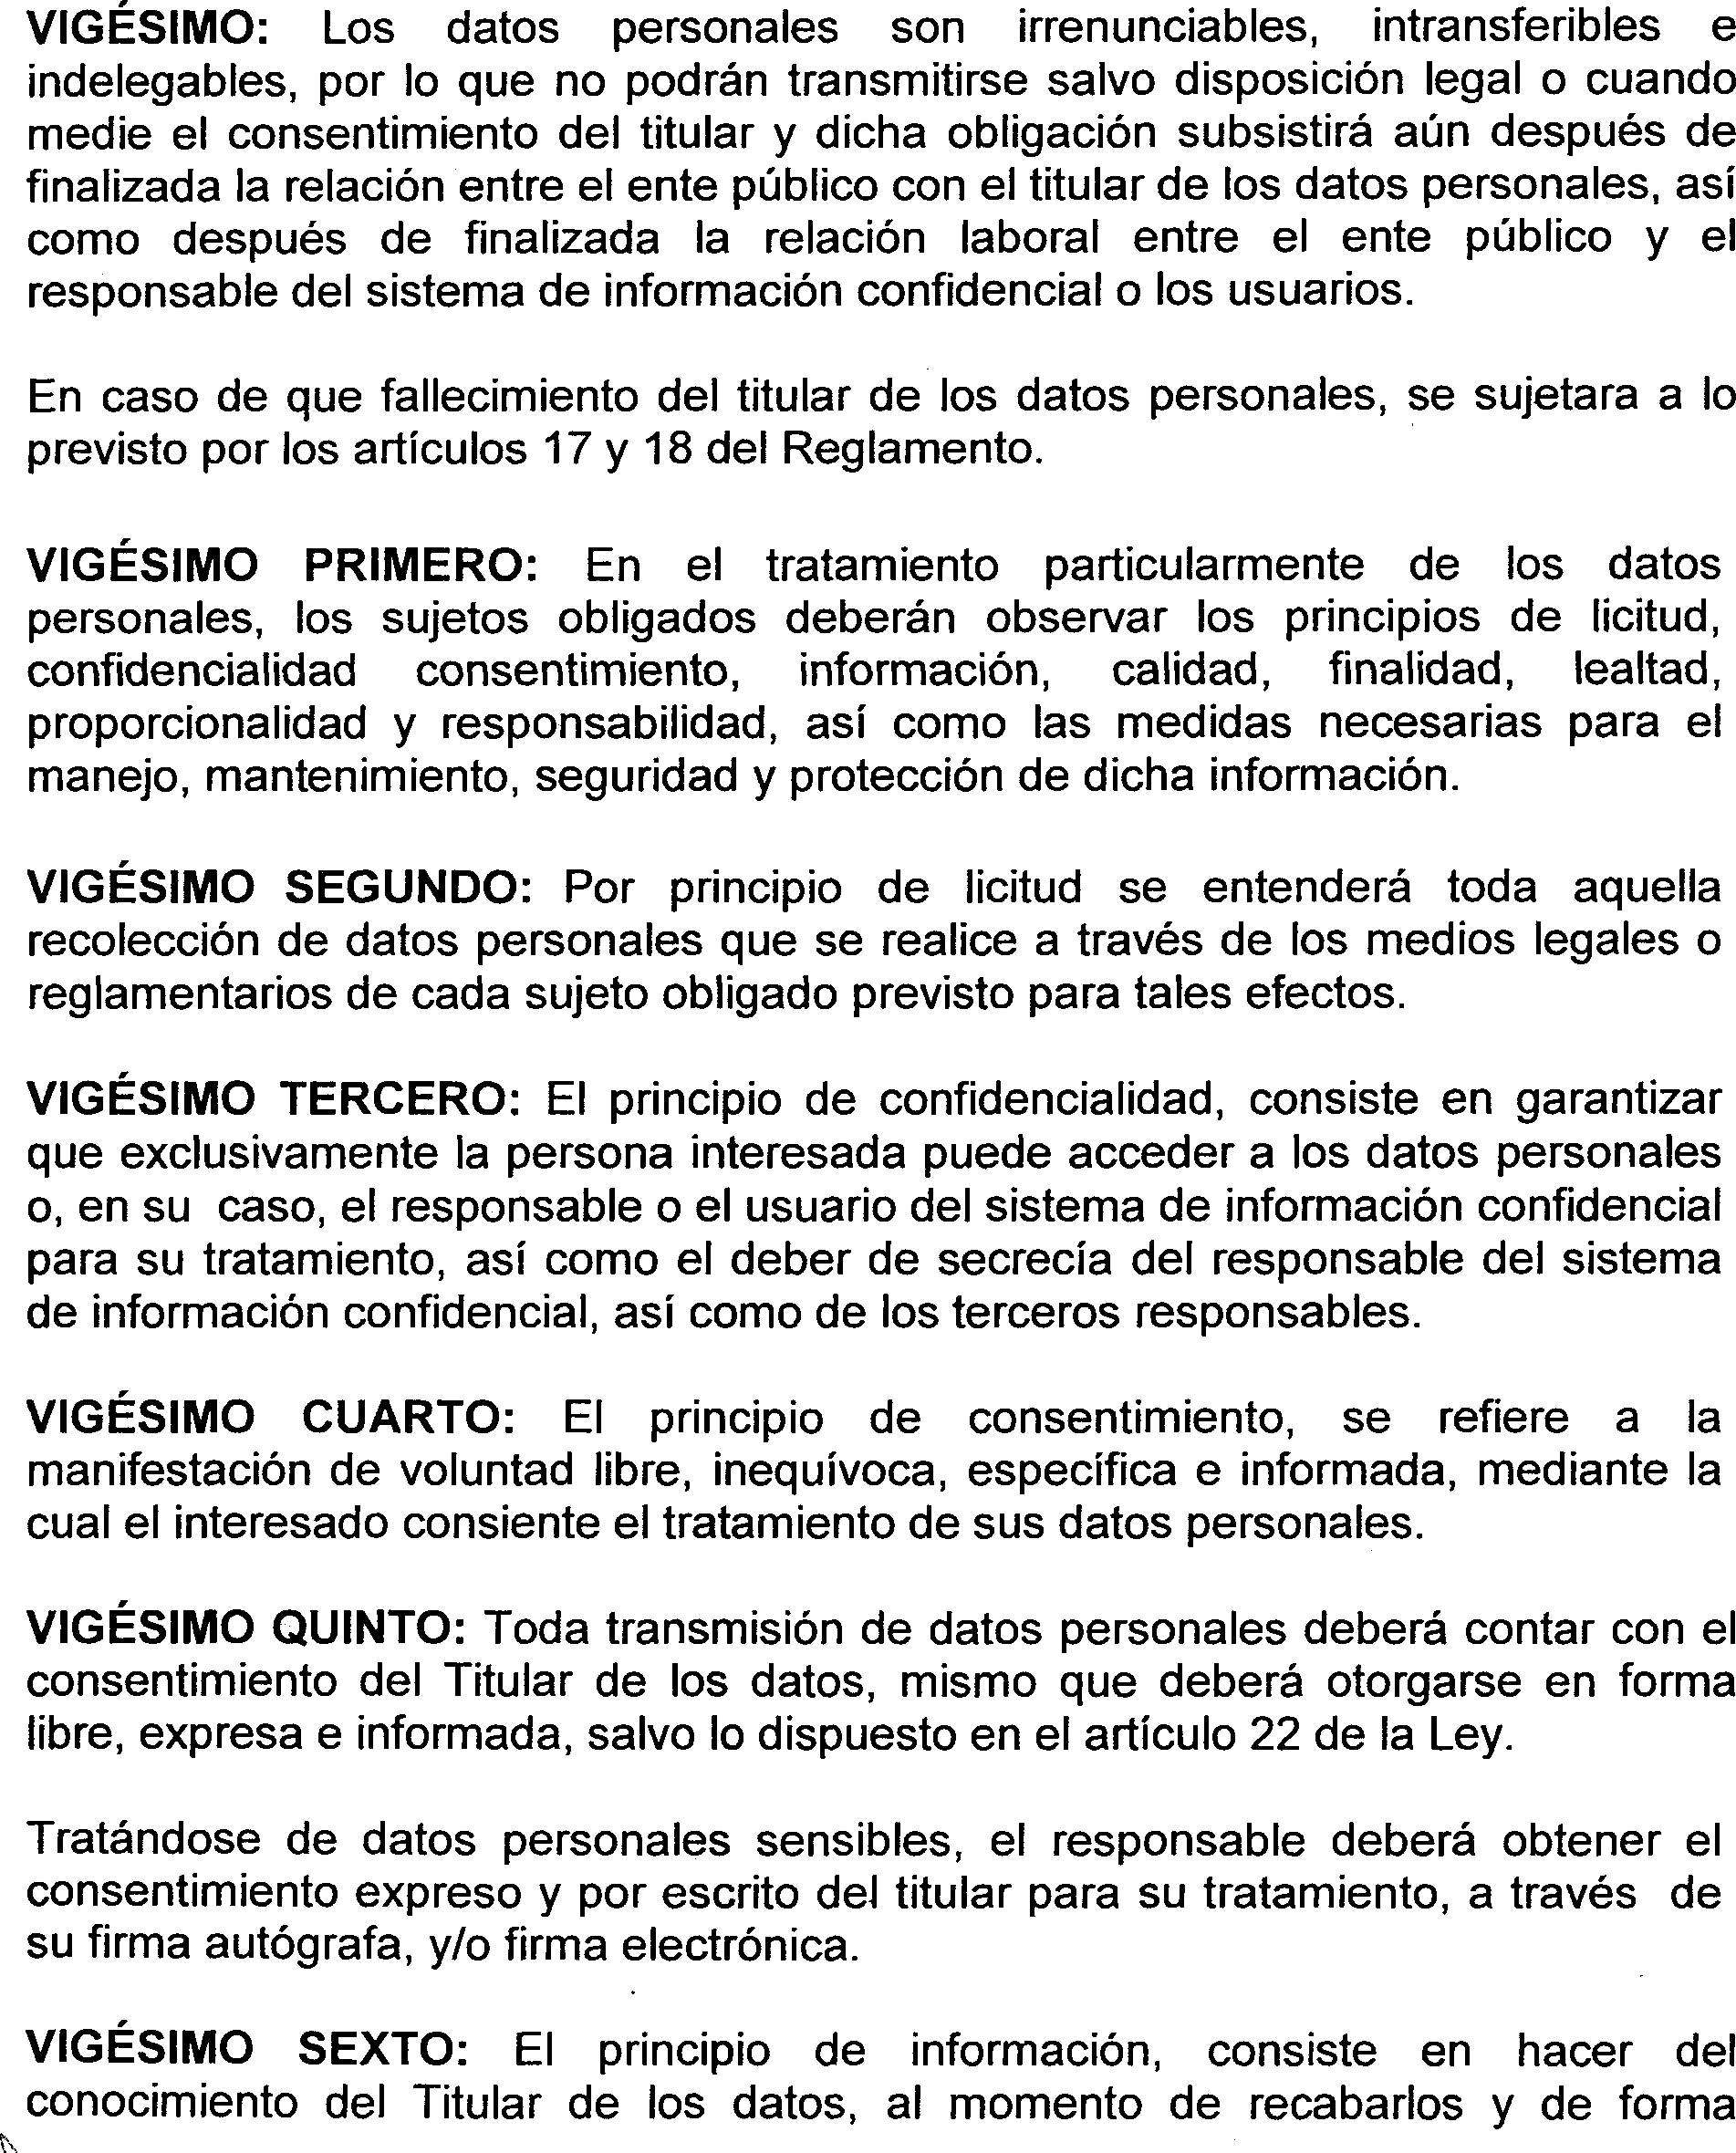 VIGÉSIMO: Los datos personales son irrenunciables, intransferibles e
indelegables, por lo que no podrán transmitirse salvo disposición legal o cuando
medie el consentimiento del titular y dicha obligación subsistirá aún después de
finalizada la relación entre el ente público con el titular de los datos personales, así
como después de finalizada la relación laboral entre el ente público y el
responsable del sistema de información confidencial o los usuarios.
En caso de que fallecimiento del titular de los datos personales, se sujetara a lo
previsto por los artículos 17 y 18 del Reglamento.
VIGÉSIMO PRIMERO: En el tratamiento particularmente de los datos
personales, los sujetos obligados deberán observar los principios de licitud,
confidencialidad consentimiento, información, calidad, finalidad, lealtad,
proporcionalidad y responsabilidad, así como las medidas necesarias para el
manejo, mantenimiento, seguridad y protección de dicha información.
VIGÉSIMO SEGUNDO: Por principio de licitud se entenderá toda aquella
recolección de datos personales que se realice a través de los medios legales o
reglamentarios de cada sujeto obligado previsto para tales efectos.
VIGÉSIMO TERCERO: El principio de confidencialidad, consiste en garantizar
que exclusivamente la persona interesada puede acceder a los datos personales
o, en su caso, el responsable o el usuario del sistema de información confidencial
para su tratamiento, así como el deber de secrecía del responsable del sistema
de información confidencial, así como de los terceros responsables.
VIGÉSIMO CUARTO: El principio de consentimiento, se refiere a la
manifestación de voluntad libre, inequívoca, específica e informada, mediante la
cual el interesado consiente el tratamiento de sus datos personales.
VIGÉSIMO QUINTO: Toda transmisión de datos personales deberá contar con el
consentimiento del Titular de los datos, mismo que deberá otorgarse en forma
libre, expresa e informada, salvo lo dispuesto en el artículo 22 de la Ley.
Tratándose de datos personales sensibles, el responsable deberá obtener el
consentimiento expreso y por escrito del titular para su tratamiento, a través de
su firma autógrafa, y/o firma electrónica.
VIGÉSIMO SEXTO: El principio de información, consiste en hacer del
conocimiento del Titular de los datos, al momento de recabarlos y de forma